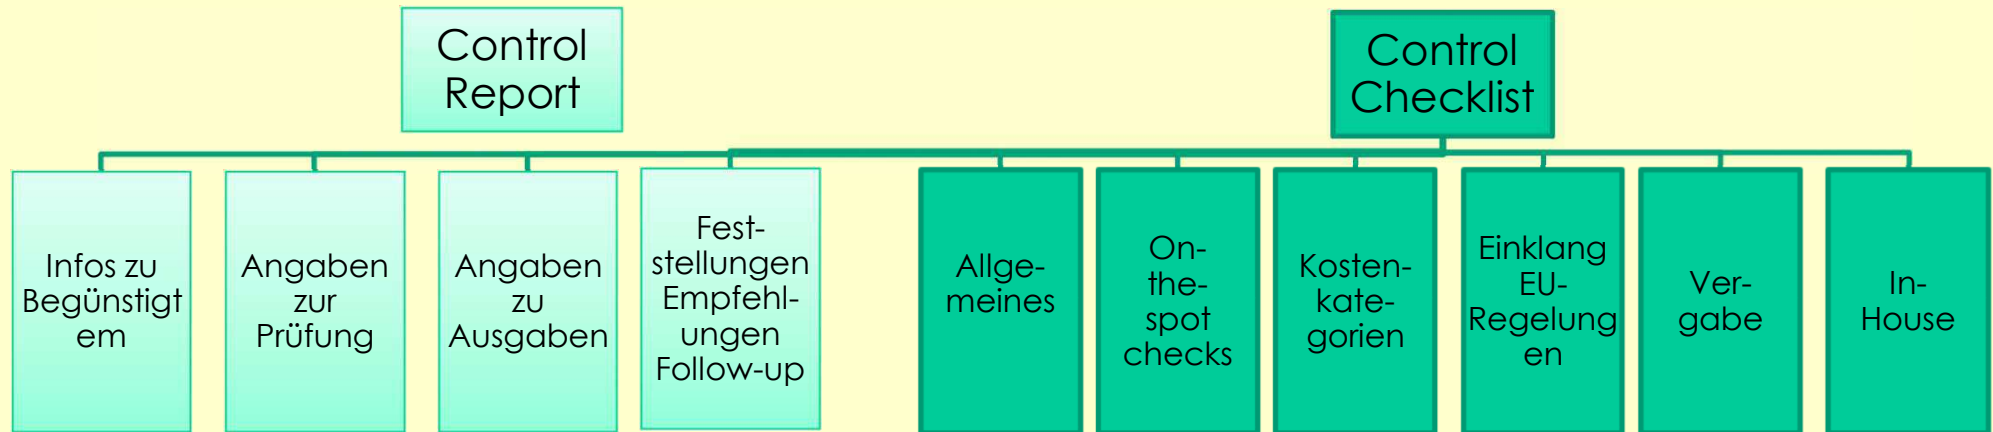 Control
Report
Control
Checklist
Infos zu
Begünstigt
em
Angaben
zur
Prüfung
Angaben
zu
Ausgaben
Fest-
stellungen
Empfehl-
ungen
Follow-up
Allge-
meines
On-
the-
spot
checks
Kosten-
kate-
gorien
Einklang
EU-
Regelung
en
Ver-
gabe
In-
House